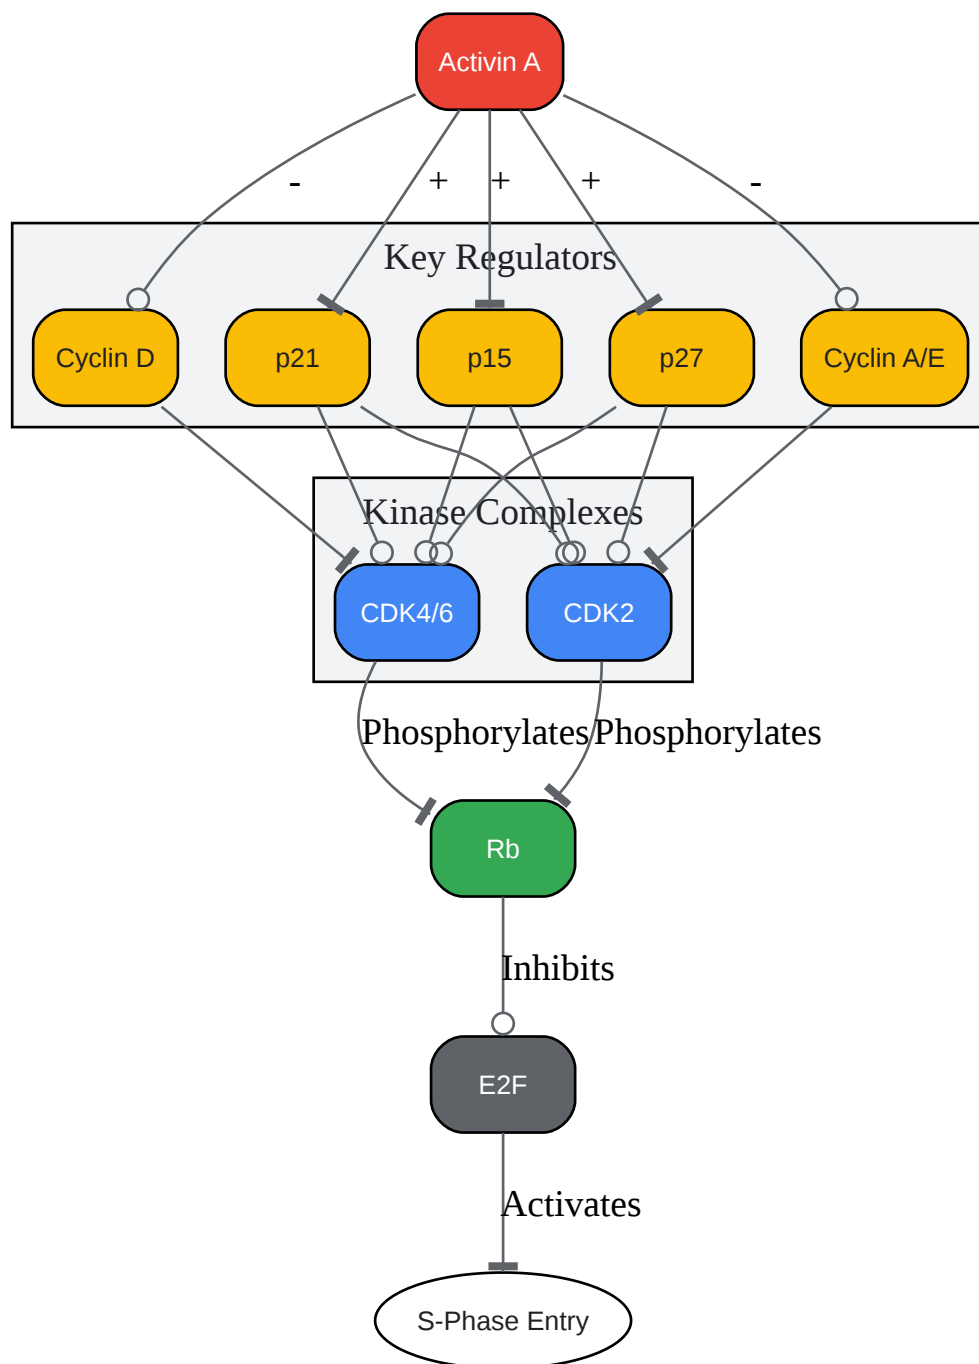 Activin A
-
+
+
+
-
Key Regulators
Cyclin D
p21
p15
p27
Cyclin A/E
Kinase Complexes
CDK4/6
CDK2
Phosphorylates
Phosphorylates
Rb
Inhibits
E2F
Activates
S-Phase Entry